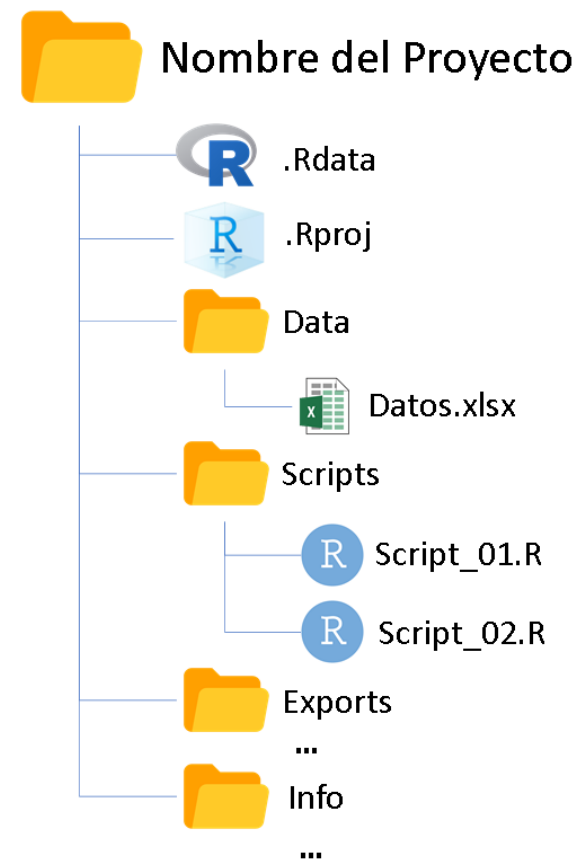 Nombre del Proyecto
R
.Rdata
R
.Rproj
Data
X
Datos.xlsx
Scripts
R
Script_01.R
R
Script_02.R
Exports
...
Info
...